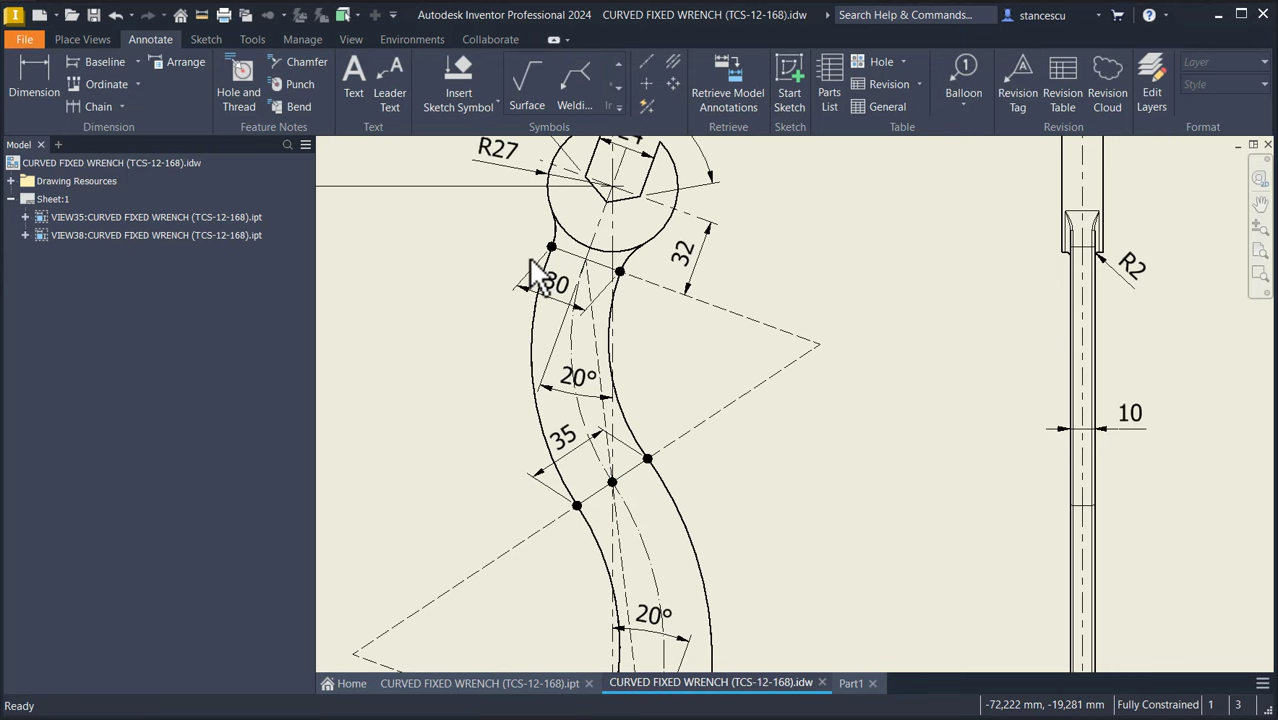 Autodesk Inventor Professional 2024 CURVED FIXED WRENCH (TCS-12-168).idw Search Help & Commands... stancescu
File Place Views Annotate Sketch Tools Manage View Environments Collaborate
Dimension
Baseline
Ordinate
Chain
Arrange
Dimension
Hole and Thread
Chamfer
Punch
Bend
Feature Notes
Text
Leader Text
Text
Insert Sketch Symbol
Surface
Weldi...
Ir
Symbols
Retrieve Model Annotations
Retrieve
Start Sketch
Sketch
Parts List
Hole
Revision
General
Table
Balloon
Revision Tag
Revision Table
Revision Cloud
Revision
Edit Layers
Layer
Style
Format
Model
CURVED FIXED WRENCH (TCS-12-168).idw
Drawing Resources
Sheet:1
VIEW35:CURVED FIXED WRENCH (TCS-12-168).ipt
VIEW38:CURVED FIXED WRENCH (TCS-12-168).ipt
R27
24
32
30
R2
20°
10
35
20°
Home CURVED FIXED WRENCH (TCS-12-168).ipt CURVED FIXED WRENCH (TCS-12-168).idw Part1
Ready -72,222 mm, -19,281 mm Fully Constrained 1 3